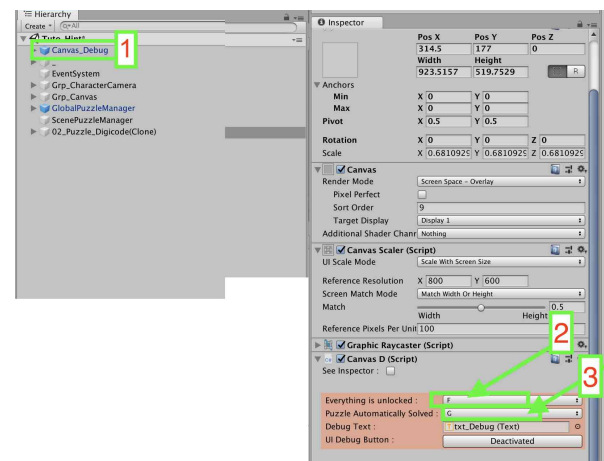 Hierarchy
Create
All
Tuto_Hint*
Canvas_Debug
1
EventSystem
Grp_CharacterCamera
Grp_Canvas
GlobalPuzzleManager
ScenePuzzleManager
02_Puzzle_Digicode(Clone)
Inspector
Pos X Pos Y Pos Z
314.5 177 0
Width Height
923.5157 519.7529 R
Anchors
Min X 0 Y 0
Max X 0 Y 0
Pivot X 0.5 Y 0.5
Rotation X 0 Y 0 Z 0
Scale X 0.6810929 Y 0.6810929 Z 0.6810929
Canvas
Render Mode Screen Space - Overlay
Pixel Perfect
Sort Order 9
Target Display Display 1
Additional Shader Chann Nothing
Canvas Scaler (Script)
UI Scale Mode Scale With Screen Size
Reference Resolution X 800 Y 600
Screen Match Mode Match Width Or Height
Match 0.5
Width Height
Reference Pixels Per Unit 100
2
Graphic Raycaster (Script)
Canvas D (Script)
See Inspector :
3
Everything is unlocked : F
Puzzle Automatically Solved : G
Debug Text : txt_Debug (Text)
UI Debug Button : Deactivated